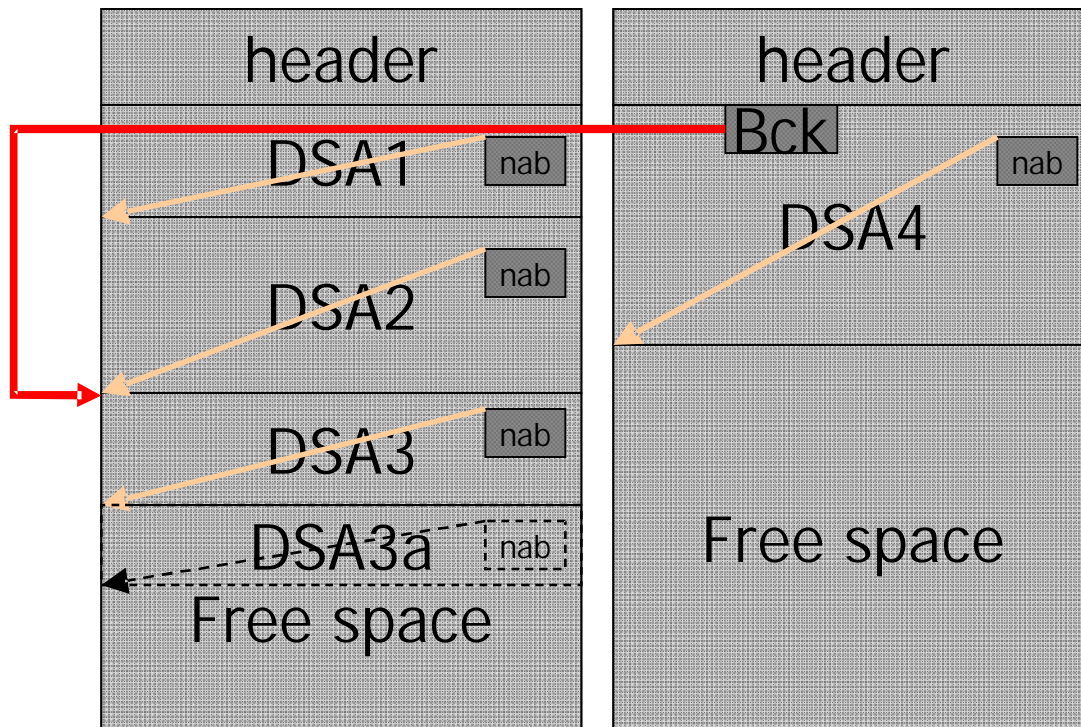 header
DSA1
nab
DSA2
nab
DSA3
nab
DSA3a
nab
Free space
header
Bck
nab
DSA4
Free space